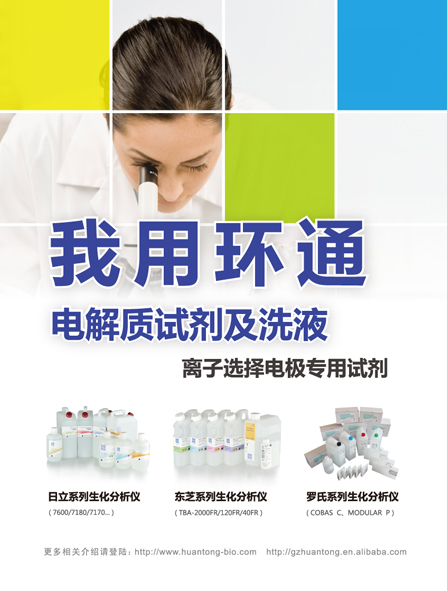 我用环通
电解质试剂及洗液
离子选择电极专用试剂
日立系列生化分析仪 东芝系列生化分析仪 罗氏系列生化分析仪
（7600/7180/7170...） （TBA-2000FR/120FR/40FR） （COBAS C、MODULAR P）
更多相关介绍请登陆：http://www.huantong-bio.com http://gzhuantong.en.alibaba.com